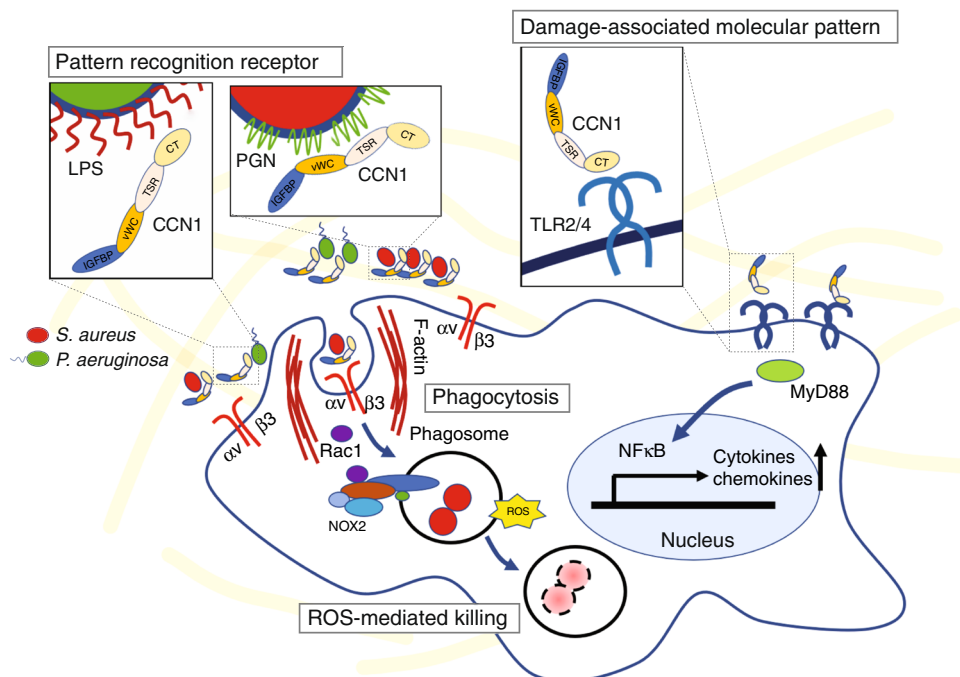 Damage-associated molecular pattern
Pattern recognition receptor
LPS
CT
TSR
vWC
IGFBP
CCN1
PGN
IGFBP
vWC
TSR
CT
CCN1
IGFBP
vWC
TSR
CT
CCN1
TLR2/4
S. aureus
P. aeruginosa
αv
β3
F-actin
αv
β3
αv
β3
Phagocytosis
Rac1
Phagosome
NOX2
ROS
ROS-mediated killing
MyD88
NFκB
Cytokines
chemokines
Nucleus